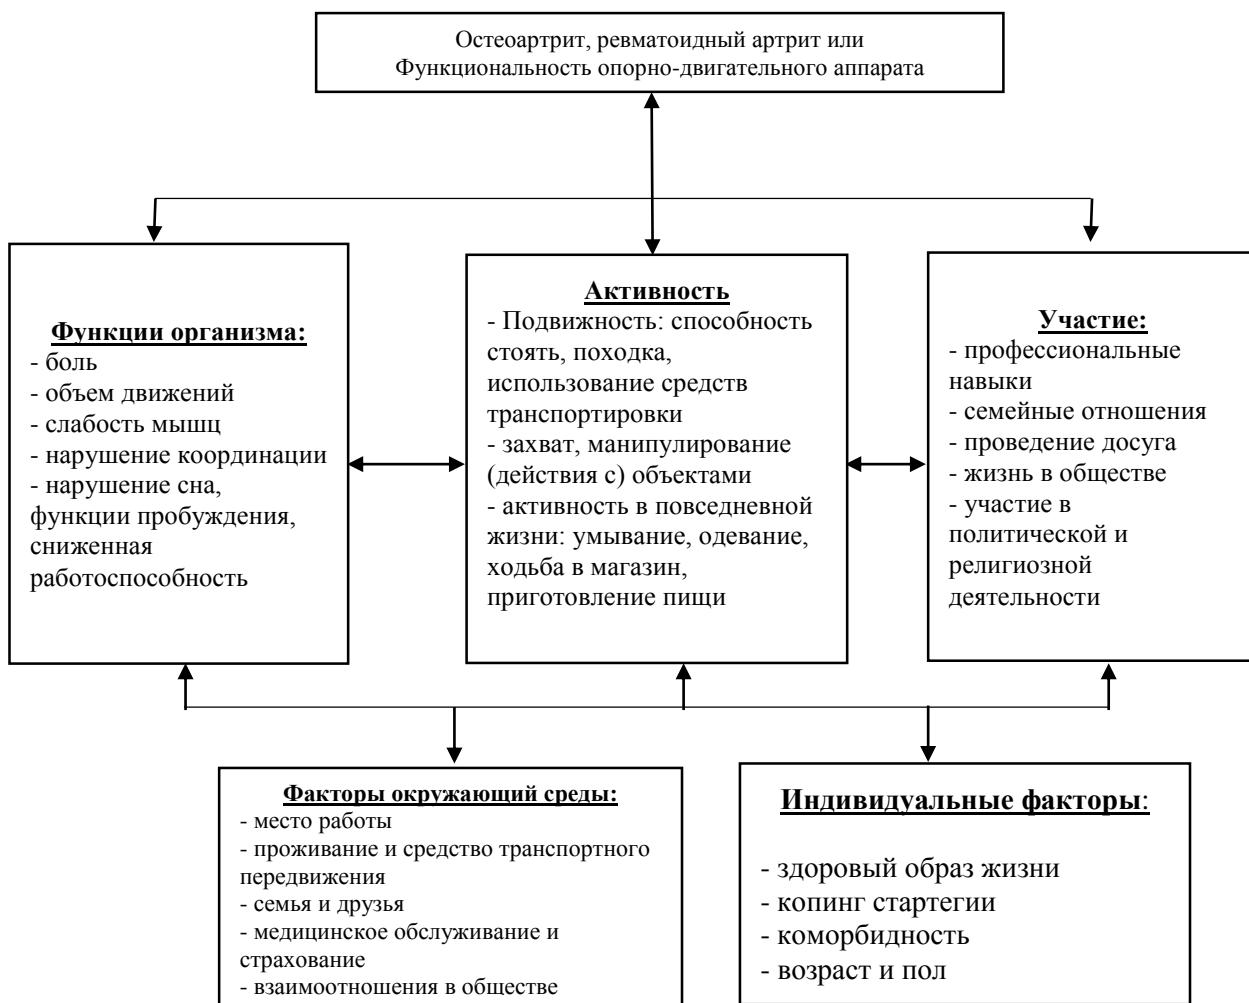 Остеоартрит, ревматоидный артрит или
Функциональность опорно-двигательного аппарата
Функции организма:
- боль
- объем движений
- слабость мышц
- нарушение координации
- нарушение сна,
функции пробуждения,
сниженная
работоспособность
Активность
- Подвижность: способность
стоять, походка,
использование средств
транспортировки
- захват, манипулирование
(действия с) объектами
- активность в повседневной
жизни: умывание, одевание,
ходьба в магазин,
приготовление пищи
Участие:
- профессиональные
навыки
- семейные отношения
- проведение досуга
- жизнь в обществе
- участие в
политической и
религиозной
деятельности
Факторы окружающий среды:
- место работы
- проживание и средство транспортного
передвижения
- семья и друзья
- медицинское обслуживание и
страхование
- взаимоотношения в обществе
Индивидуальные факторы:
- здоровый образ жизни
- копинг стартегии
- коморбидность
- возраст и пол